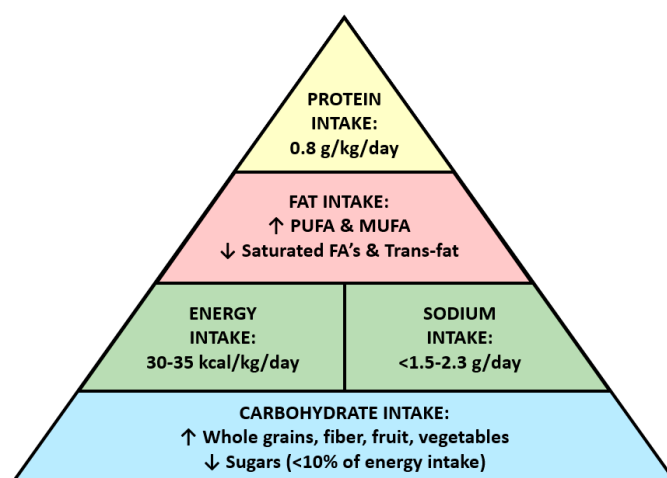 PROTEIN
INTAKE:
0.8 g/kg/day
FAT INTAKE:
↑ PUFA & MUFA
↓ Saturated FA's & Trans-fat
ENERGY
INTAKE:
30-35 kcal/kg/day
SODIUM
INTAKE:
<1.5-2.3 g/day
CARBOHYDRATE INTAKE:
↑ Whole grains, fiber, fruit, vegetables
↓ Sugars (<10% of energy intake)